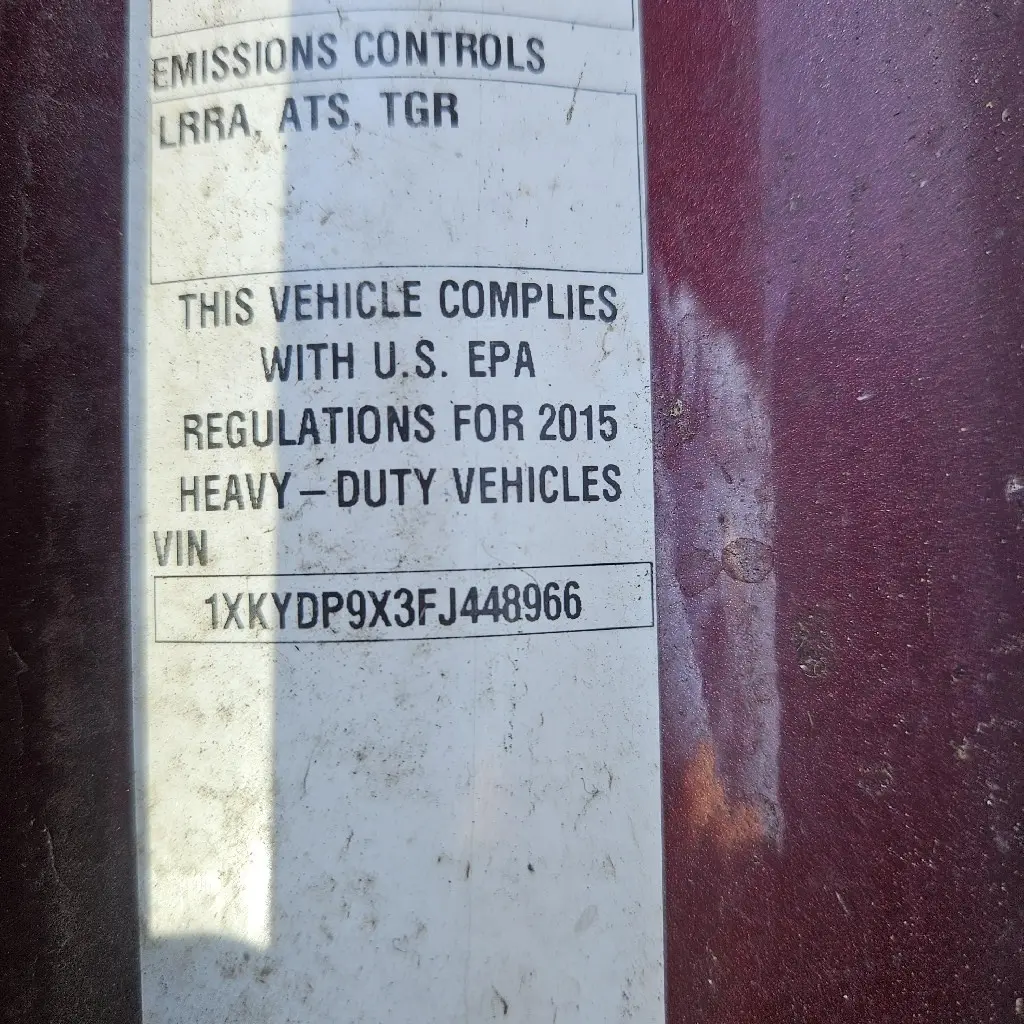 EMISSIONS CONTROLS
LRRA, ATS, TGR
THIS VEHICLE COMPLIES
WITH U.S. EPA
REGULATIONS FOR 2015
HEAVY – DUTY VEHICLES
VIN
1XKYDP9X3FJ448966